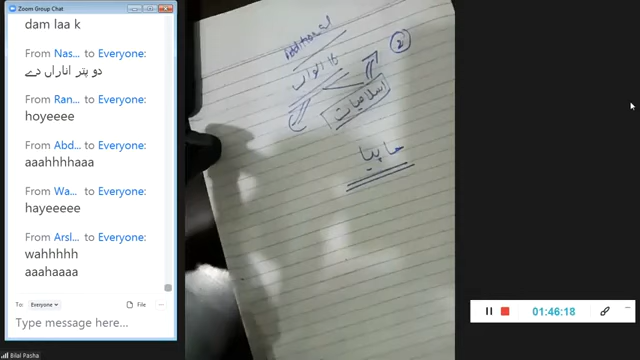 Zoom Group Chat
dam laa k
From Nas... to Everyone:
دو پتر اناراں دے
From Ran... to Everyone:
hoyeeee
From Abd... to Everyone:
aaahhhhaaa
From Wa... to Everyone:
hayeeeee
From Arsl... to Everyone:
wahhhhh
aaahaaaa
To: Everyone
File
Type message here...
Bilal Pasha
Additional
2
اسلامیات
01:46:18